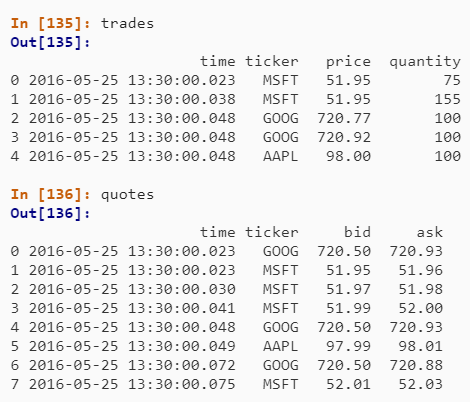 In [135]: trades
Out[135]:
                     time ticker   price  quantity
0 2016-05-25 13:30:00.023   MSFT   51.95        75
1 2016-05-25 13:30:00.038   MSFT   51.95       155
2 2016-05-25 13:30:00.048   GOOG  720.77       100
3 2016-05-25 13:30:00.048   GOOG  720.92       100
4 2016-05-25 13:30:00.048   AAPL   98.00       100
In [136]: quotes
Out[136]:
                     time ticker     bid     ask
0 2016-05-25 13:30:00.023   GOOG  720.50  720.93
1 2016-05-25 13:30:00.023   MSFT   51.95   51.96
2 2016-05-25 13:30:00.030   MSFT   51.97   51.98
3 2016-05-25 13:30:00.041   MSFT   51.99   52.00
4 2016-05-25 13:30:00.048   GOOG  720.50  720.93
5 2016-05-25 13:30:00.049   AAPL   97.99   98.01
6 2016-05-25 13:30:00.072   GOOG  720.50  720.88
7 2016-05-25 13:30:00.075   MSFT   52.01   52.03